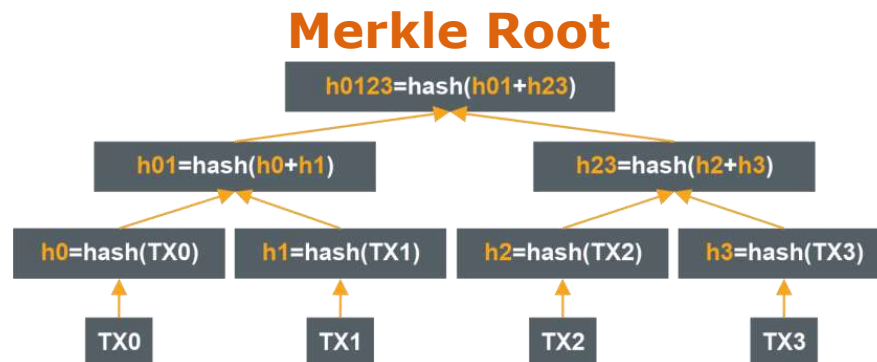 Merkle Root
h0123=hash(h01+h23)
h01=hash(h0+h1)
h23=hash(h2+h3)
h0=hash(TX0)
h1=hash(TX1)
h2=hash(TX2)
h3=hash(TX3)
TX0
TX1
TX2
TX3